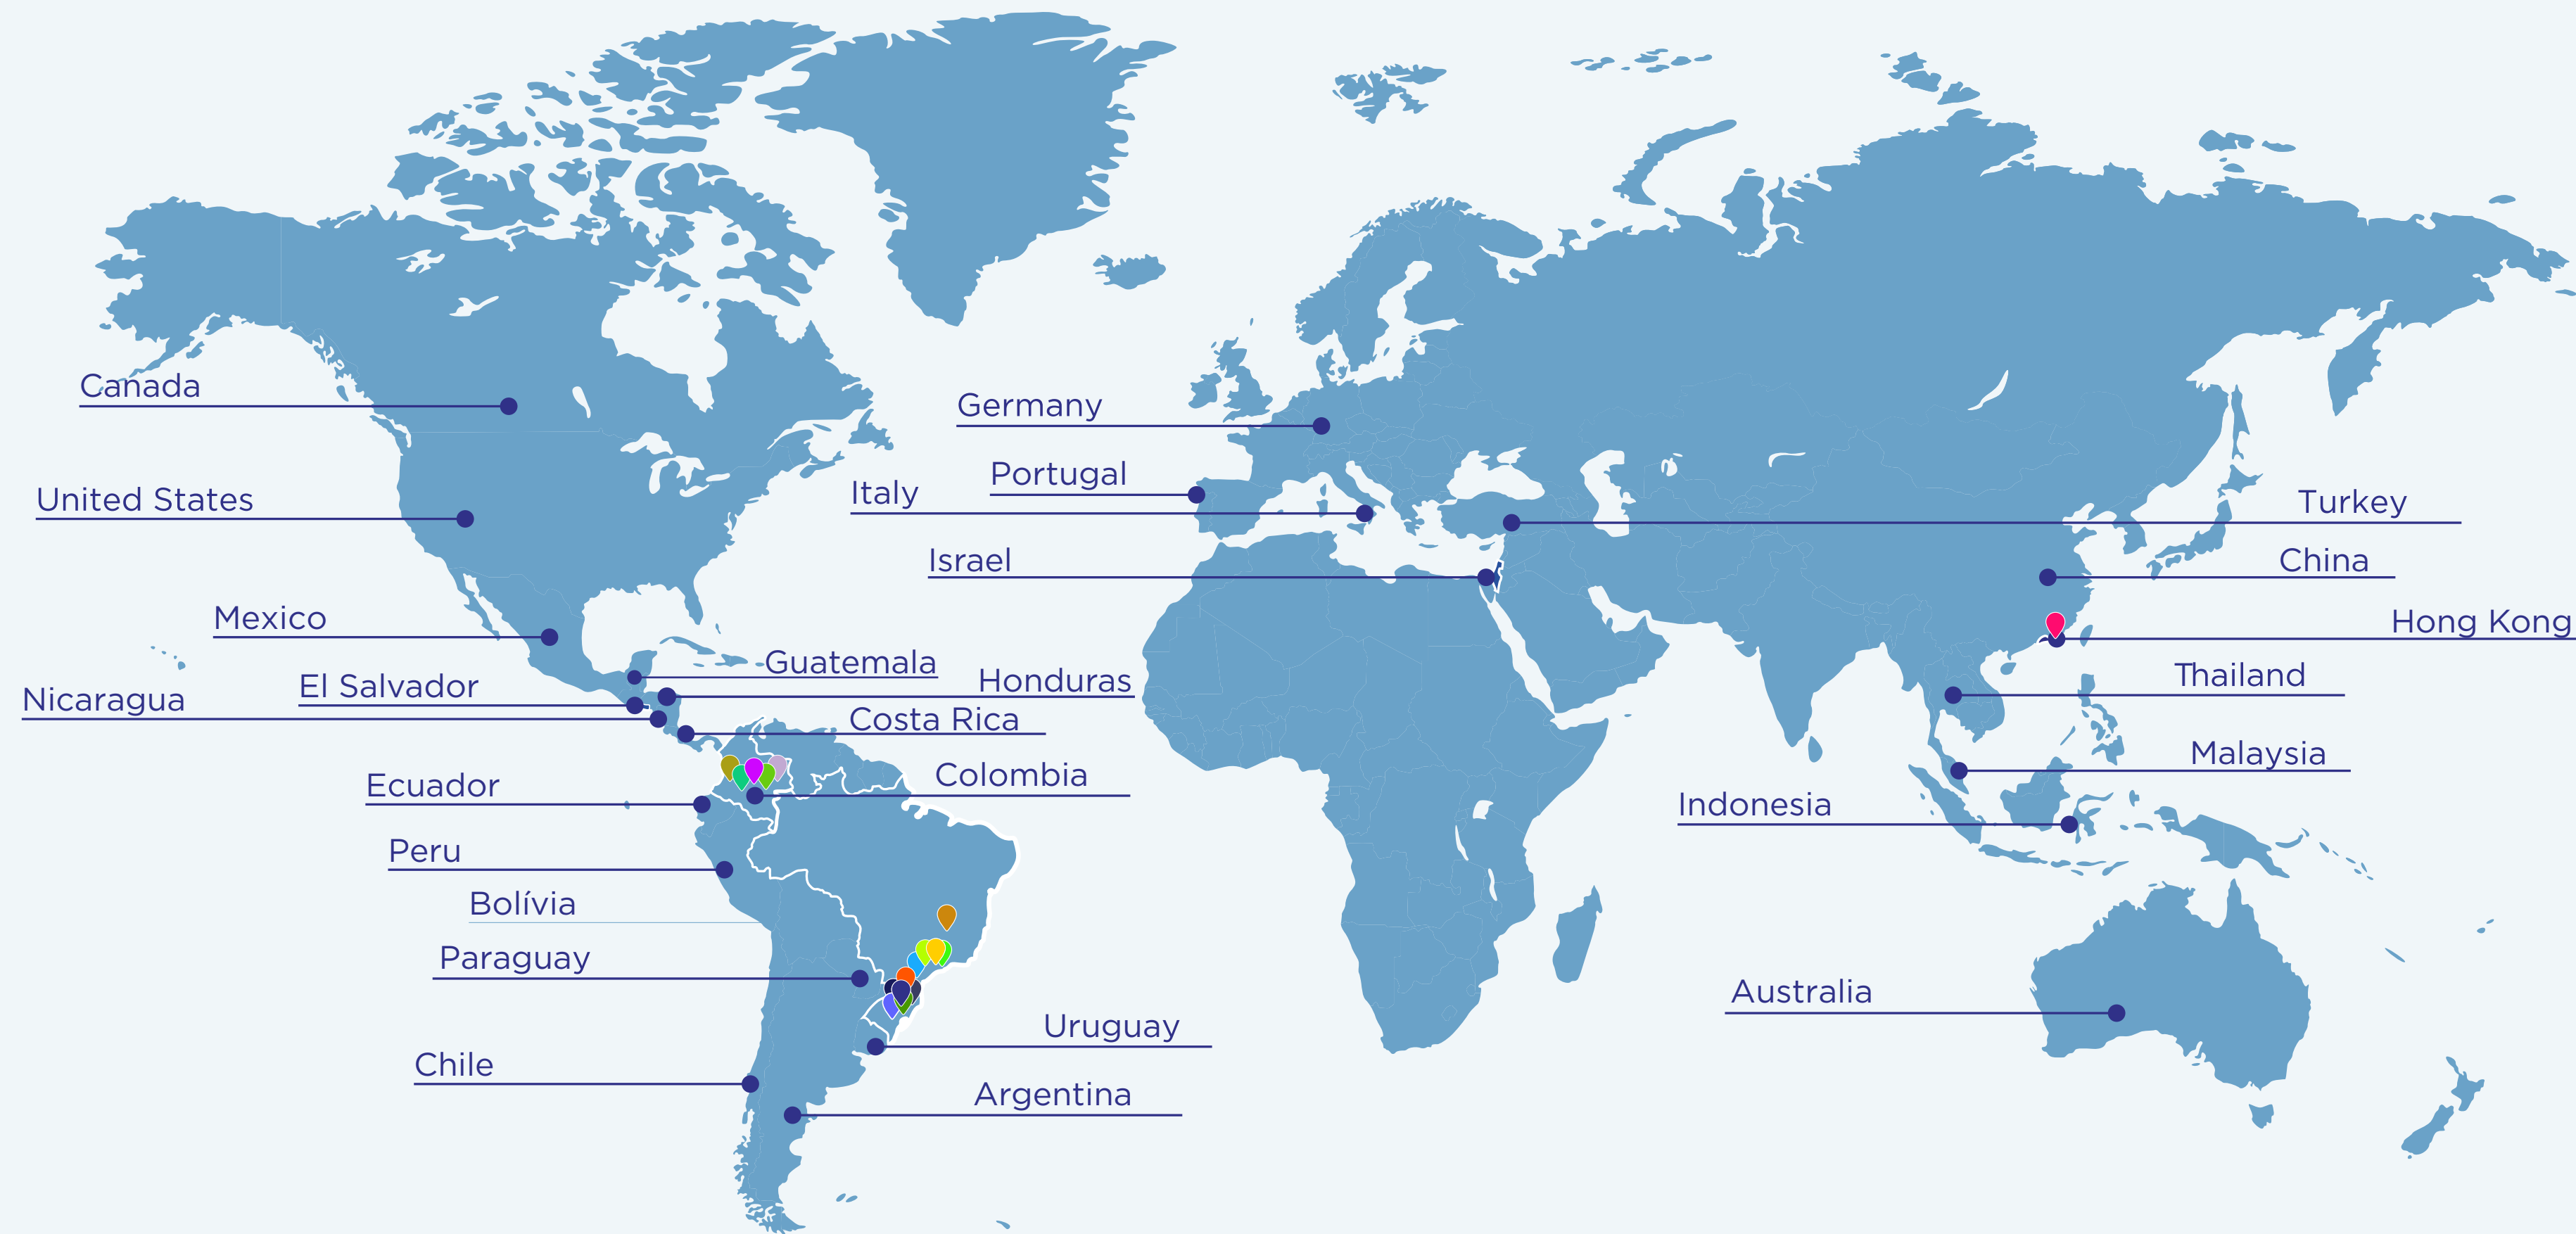 Canada
Germany
Portugal
Italy
United States
Turkey
Israel
China
Mexico
Hong Kong
Guatemala
Thailand
Honduras
El Salvador
Nicaragua
Costa Rica
Malaysia
Colombia
Ecuador
Indonesia
Peru
Bolívia
Paraguay
Australia
Uruguay
Chile
Argentina